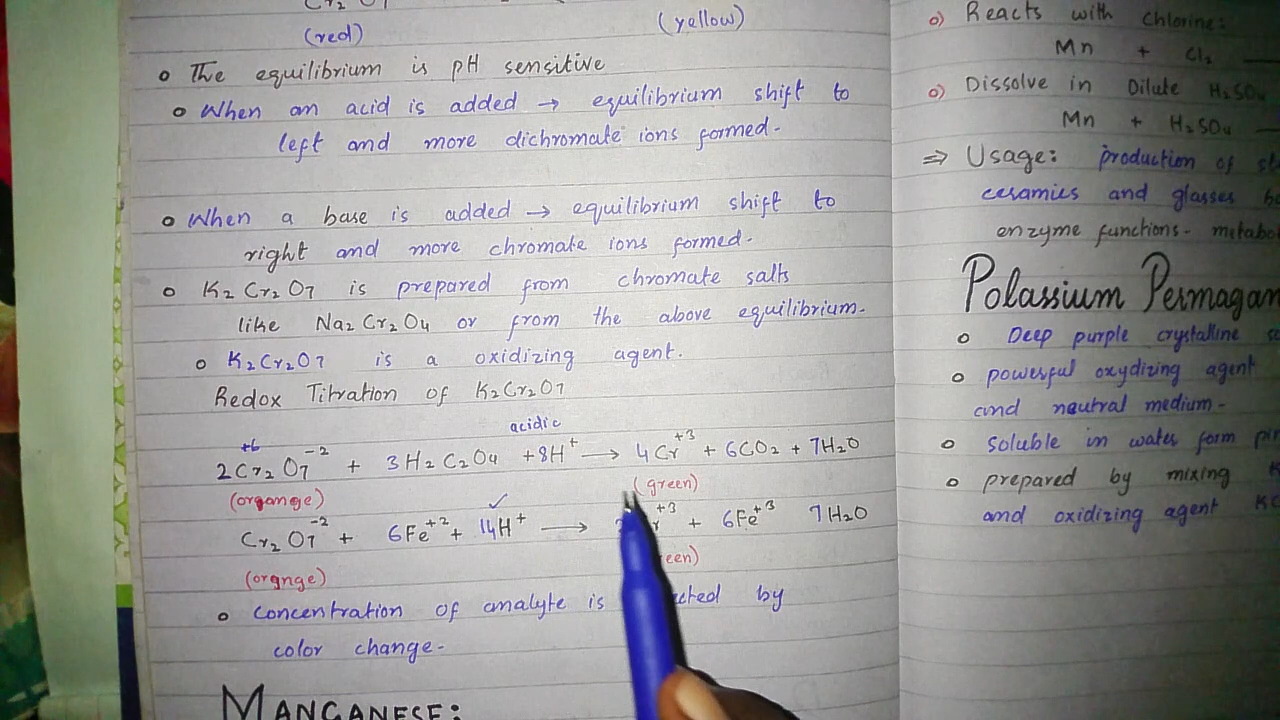 (red) (yellow)
o The equilibrium is pH sensitive
o When an acid is added → equilibrium shift to
left and more dichromate ions formed.
o When a base is added → equilibrium shift to
right and more chromate ions formed.
o K₂Cr₂O₇ is prepared from chromate salts
like Na₂Cr₂O₄ or from the above equilibrium.
o K₂Cr₂O₇ is a oxidizing agent.
Redox Titration of K₂Cr₂O₇
acidic
+6
2Cr₂O₇⁻² + 3H₂C₂O₄ + 8H⁺ → 4Cr⁺³ + 6CO₂ + 7H₂O
(organge) (green)
Cr₂O₇⁻² + 6Fe⁺² + 14H⁺ → r⁺³ + 6Fe⁺³ 7H₂O
(orgnge) een)
o concentration of analyte is cted by
color change.
MANGANESE:
o) Reacts with chlorine:
Mn + Cl₂
o) Dissolve in Dilute H₂SO₄
Mn + H₂SO₄
⇒ Usage: production of
ceramics and glasses
enzyme functions- metabo
Polassium Permagan
o Deep purple crystalline
o powerful oxydizing agent
and neutral medium-
o soluble in water form
o prepared by mixing
and oxidizing agent